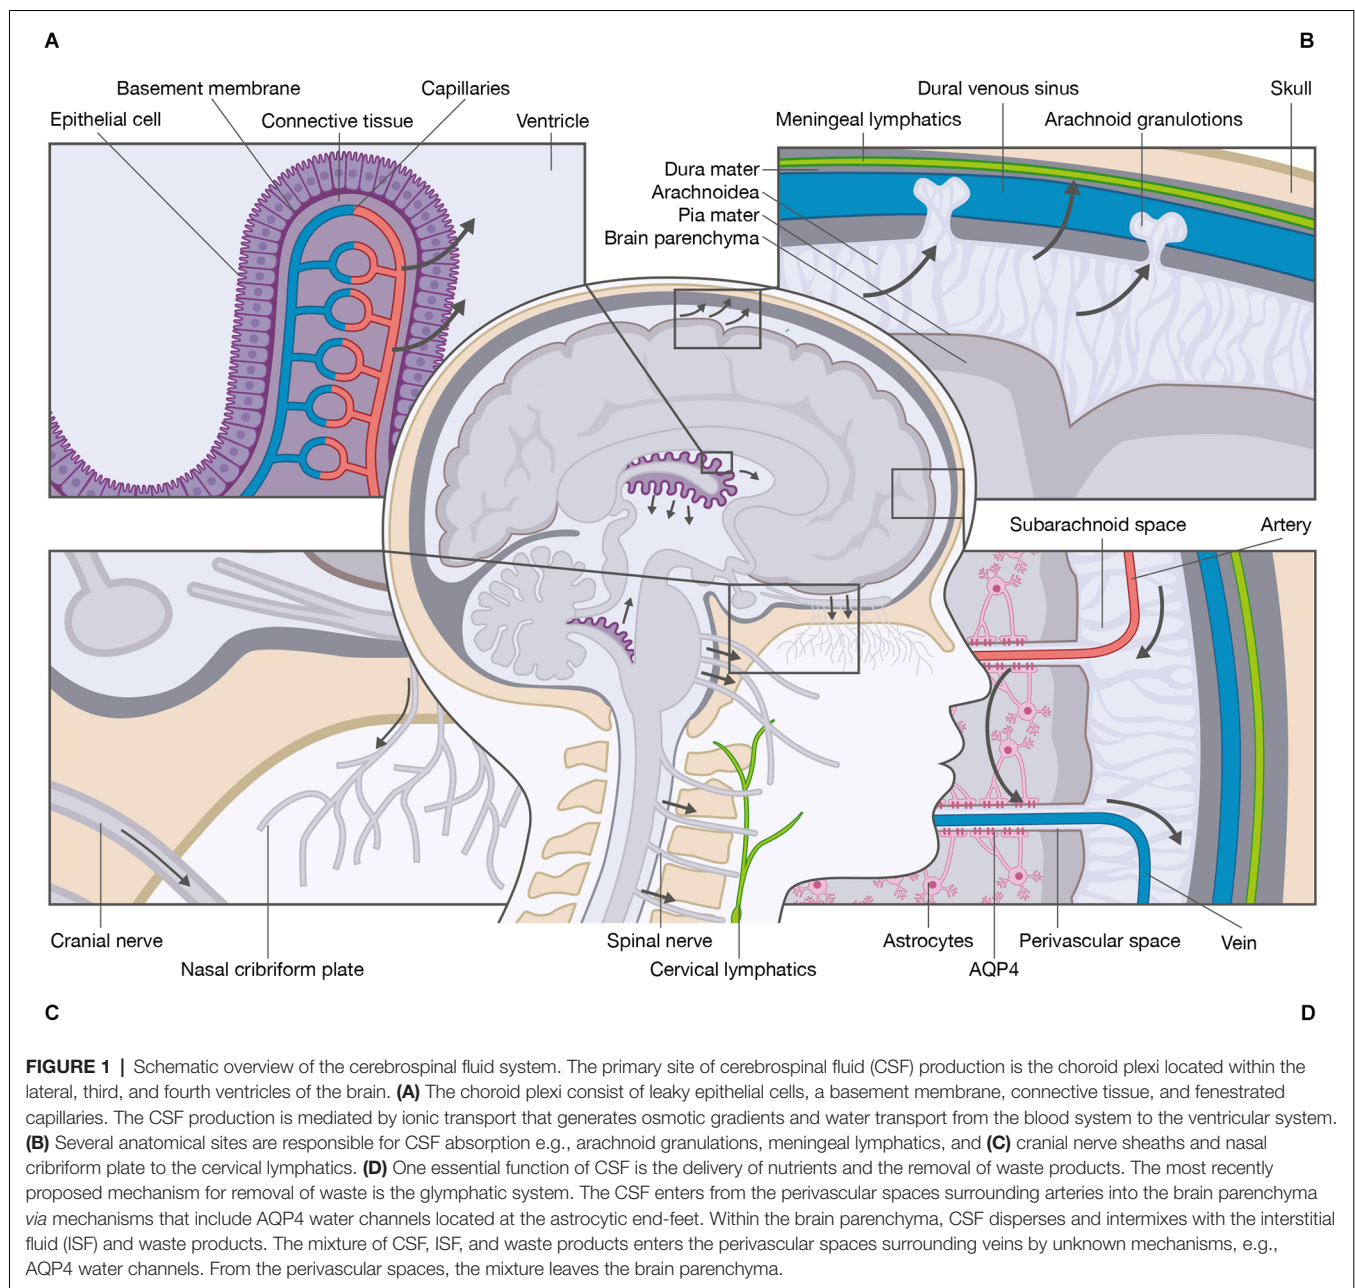 A
B
Basement membrane
Capillaries
Dural venous sinus
Skull
Epithelial cell
Connective tissue
Ventricle
Meningeal lymphatics
Arachnoid granulotions
Dura mater
Arachnoidea
Pia mater
Brain parenchyma
Subarachnoid space
Artery
Cranial nerve
Spinal nerve
Astrocytes
Perivascular space
Vein
Nasal cribriform plate
Cervical lymphatics
AQP4
C
D
FIGURE 1 | Schematic overview of the cerebrospinal fluid system. The primary site of cerebrospinal fluid (CSF) production is the choroid plexi located within the
lateral, third, and fourth ventricles of the brain. (A) The choroid plexi consist of leaky epithelial cells, a basement membrane, connective tissue, and fenestrated
capillaries. The CSF production is mediated by ionic transport that generates osmotic gradients and water transport from the blood system to the ventricular system.
(B) Several anatomical sites are responsible for CSF absorption e.g., arachnoid granulations, meningeal lymphatics, and (C) cranial nerve sheaths and nasal
cribriform plate to the cervical lymphatics. (D) One essential function of CSF is the delivery of nutrients and the removal of waste products. The most recently
proposed mechanism for removal of waste is the glymphatic system. The CSF enters from the perivascular spaces surrounding arteries into the brain parenchyma
via mechanisms that include AQP4 water channels located at the astrocytic end-feet. Within the brain parenchyma, CSF disperses and intermixes with the interstitial
fluid (ISF) and waste products. The mixture of CSF, ISF, and waste products enters the perivascular spaces surrounding veins by unknown mechanisms, e.g.,
AQP4 water channels. From the perivascular spaces, the mixture leaves the brain parenchyma.